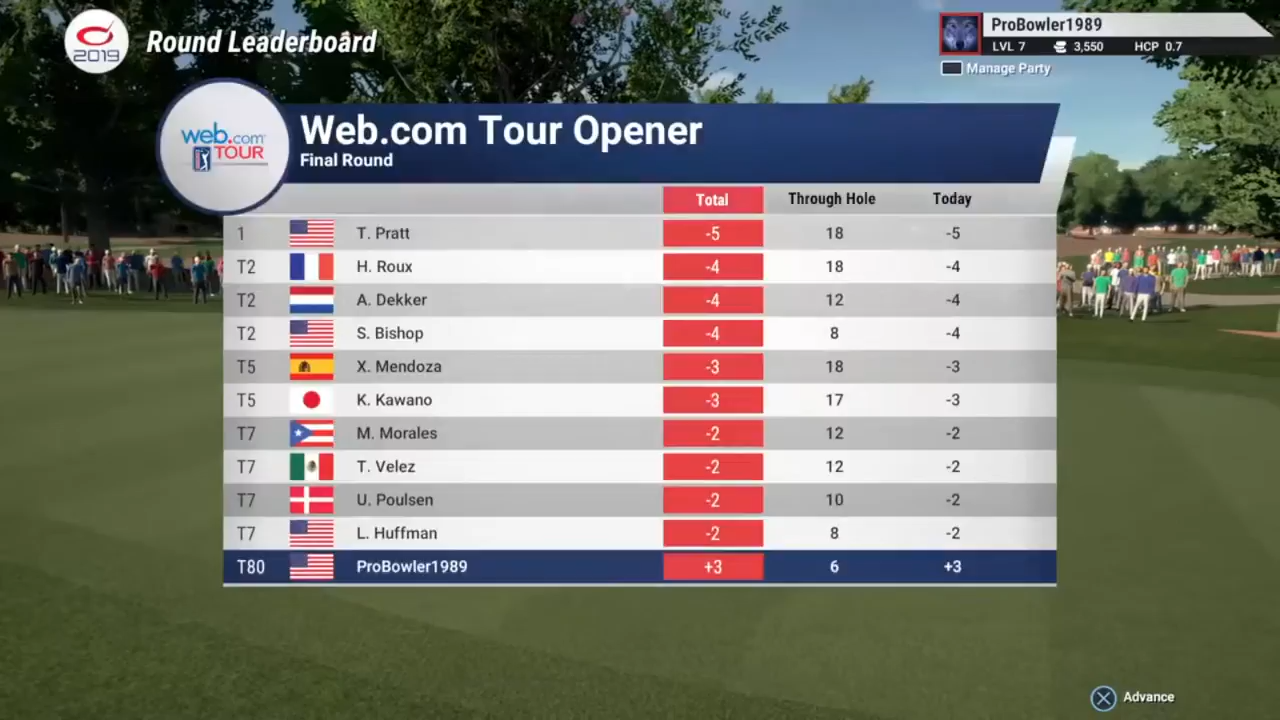 2019
Round Leaderboard
ProBowler1989
LVL 7 3,550 HCP 0.7
Manage Party
web.com
TOUR
Web.com Tour Opener
Final Round
Total Through Hole Today
1 T. Pratt -5 18 -5
T2 H. Roux -4 18 -4
T2 A. Dekker -4 12 -4
T2 S. Bishop -4 8 -4
T5 X. Mendoza -3 18 -3
T5 K. Kawano -3 17 -3
T7 M. Morales -2 12 -2
T7 T. Velez -2 12 -2
T7 U. Poulsen -2 10 -2
T7 L. Huffman -2 8 -2
T80 ProBowler1989 +3 6 +3
Advance